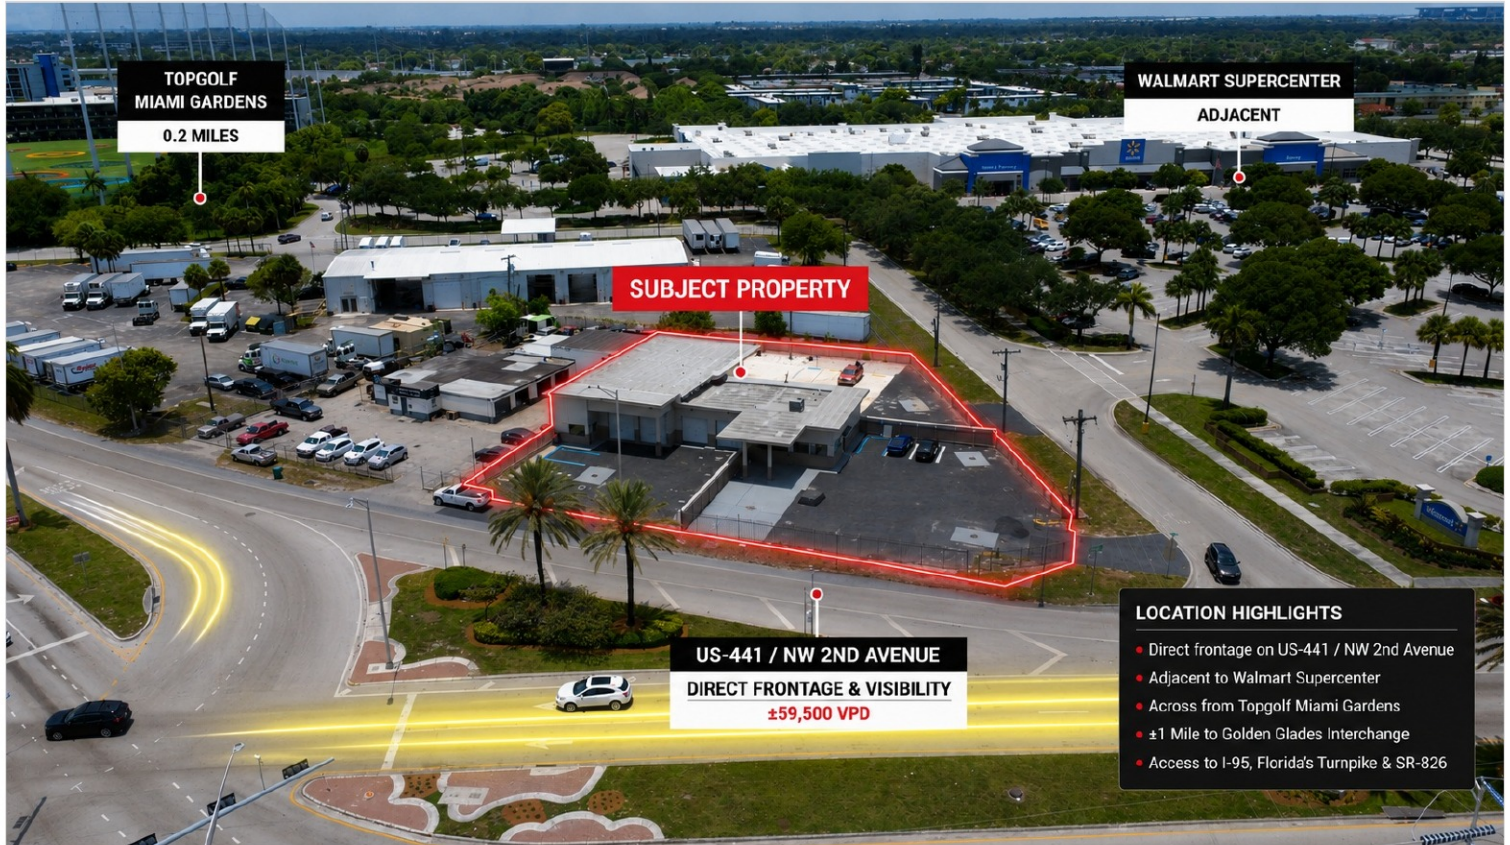 TOPGOLF
MIAMI GARDENS
0.2 MILES
WALMART SUPERCENTER
ADJACENT
Walmart
SUBJECT PROPERTY
Walmart
US-441 / NW 2ND AVENUE
DIRECT FRONTAGE & VISIBILITY
±59,500 VPD
LOCATION HIGHLIGHTS
• Direct frontage on US-441 / NW 2nd Avenue
• Adjacent to Walmart Supercenter
• Across from Topgolf Miami Gardens
• ±1 Mile to Golden Glades Interchange
• Access to I-95, Florida's Turnpike & SR-826